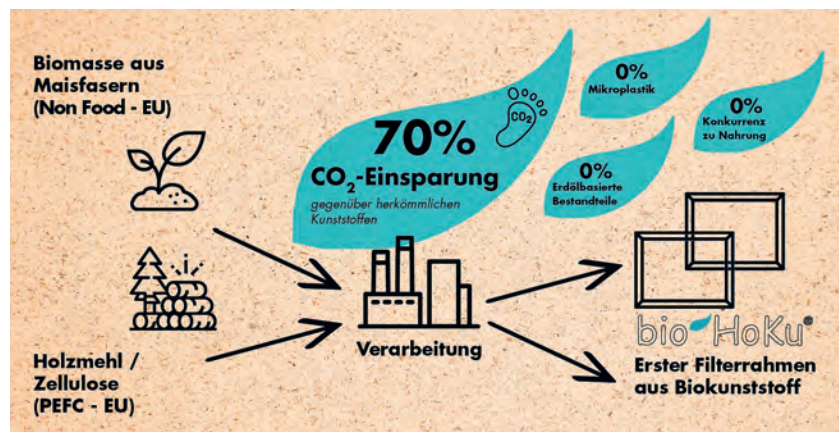 Biomasse aus
Maisfasern
(Non Food - EU)
70%
CO₂-Einsparung
gegenüber herkömmlichen
Kunststoffen
CO₂
0%
Mikroplastik
0%
Konkurrenz
zu Nahrung
0%
Erdölbasierte
Bestandteile
Holzmehl /
Zellulose
(PEFC - EU)
Verarbeitung
bio HoKu
Erster Filterrahmen
aus Biokunststoff